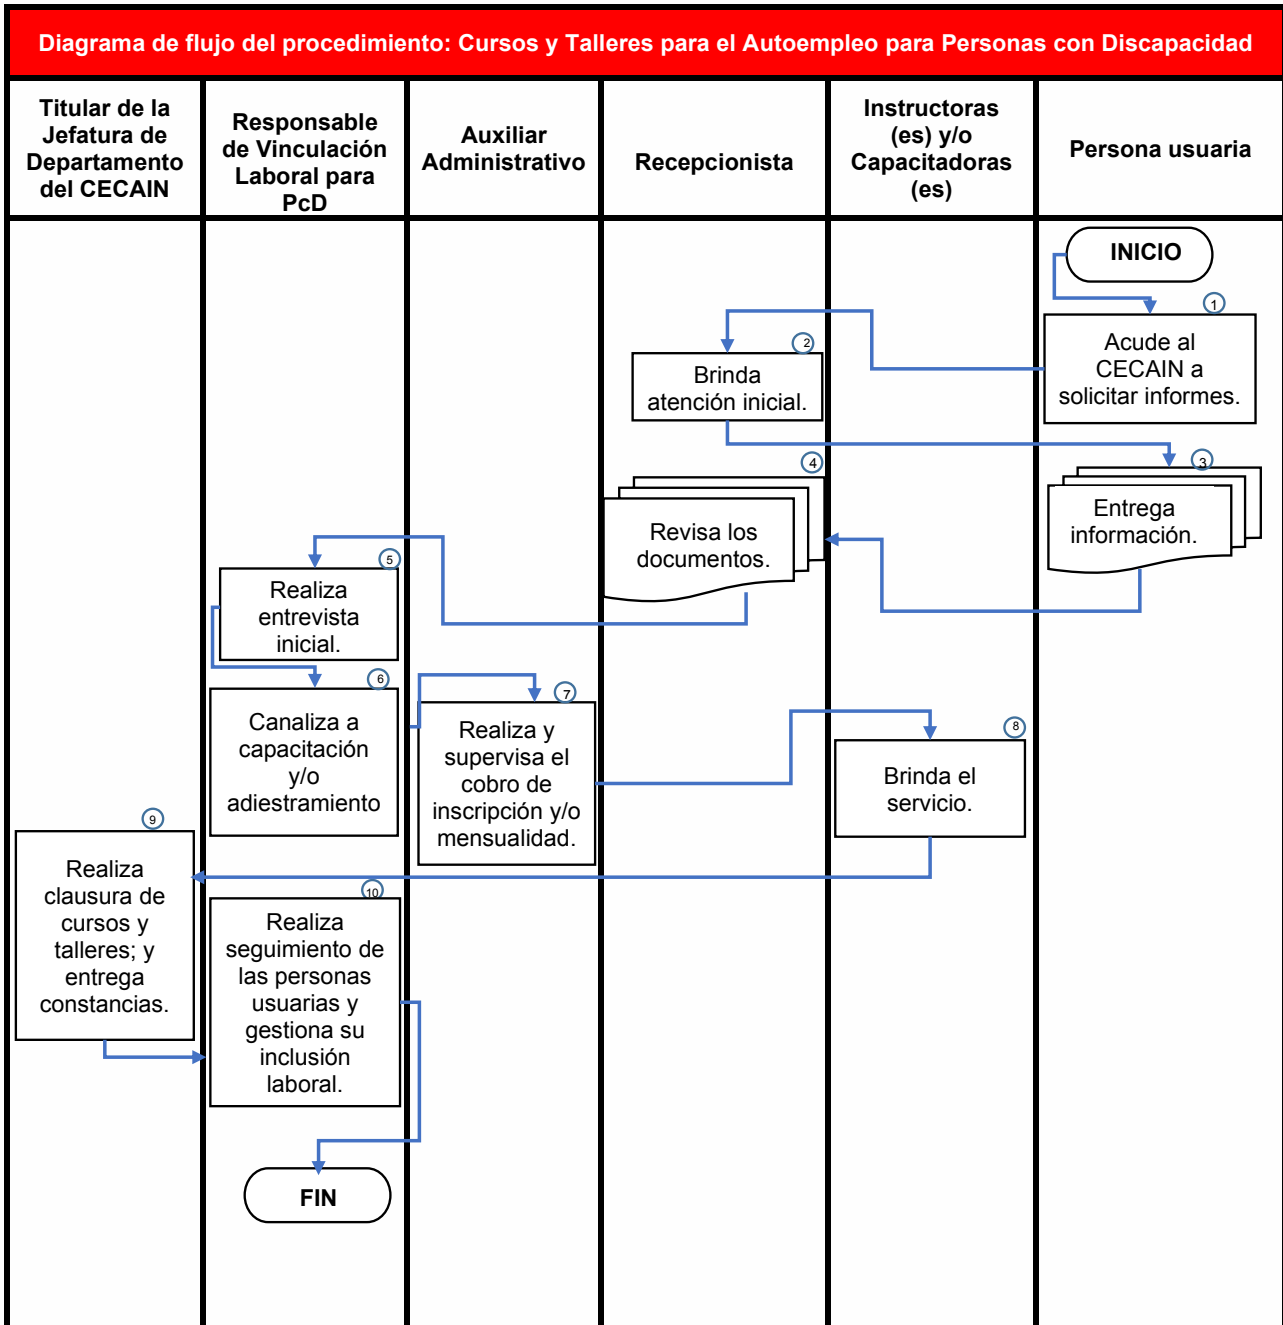 Diagrama de flujo del procedimiento: Cursos y Talleres para el Autoempleo para Personas con Discapacidad
Titular de la
Jefatura de
Departamento
del CECAIN
Responsable
de Vinculación
Laboral para
PcD
Auxiliar
Administrativo
Recepcionista
Instructoras
(es) y/o
Capacitadoras
(es)
Persona usuaria
INICIO
1
Acude al
CECAIN a
solicitar informes.
2
Brinda
atención inicial.
3
Entrega
información.
4
Revisa los
documentos.
5
Realiza
entrevista
inicial.
6
Canaliza a
capacitación
y/o
adiestramiento
7
Realiza y
supervisa el
cobro de
inscripción y/o
mensualidad.
8
Brinda el
servicio.
9
Realiza
clausura de
cursos y
talleres; y
entrega
constancias.
10
Realiza
seguimiento de
las personas
usuarias y
gestiona su
inclusión
laboral.
FIN